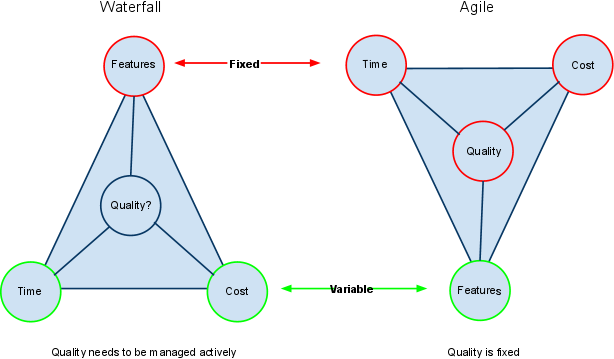 Waterfall
Agile
Features
Fixed
Time
Cost
Quality
Quality?
Time
Cost
Variable
Features
Quality needs to be managed actively
Quality is fixed